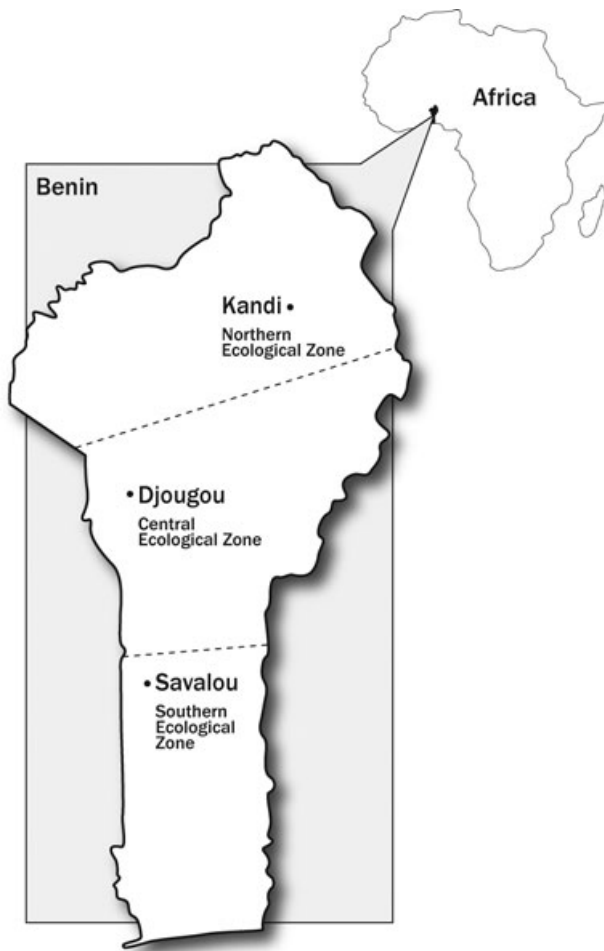 Africa
Benin
Kandi
Northern
Ecological Zone
Djougou
Central
Ecological Zone
Savalou
Southern
Ecological
Zone